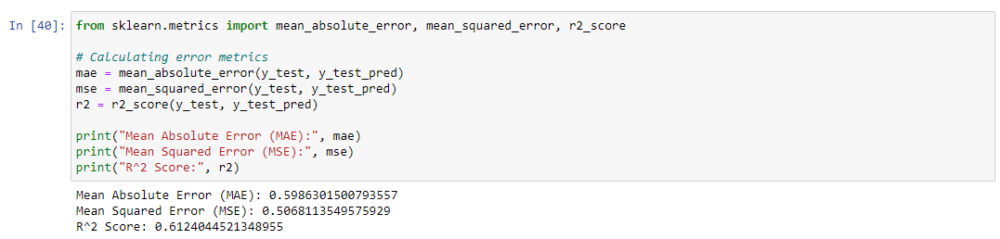 In [40]: from sklearn.metrics import mean_absolute_error, mean_squared_error, r2_score
# Calculating error metrics
mae = mean_absolute_error(y_test, y_test_pred)
mse = mean_squared_error(y_test, y_test_pred)
r2 = r2_score(y_test, y_test_pred)
print("Mean Absolute Error (MAE):", mae)
print("Mean Squared Error (MSE):", mse)
print("R^2 Score:", r2)
Mean Absolute Error (MAE): 0.5986301500793557
Mean Squared Error (MSE): 0.5068113549575929
R^2 Score: 0.6124044521348955